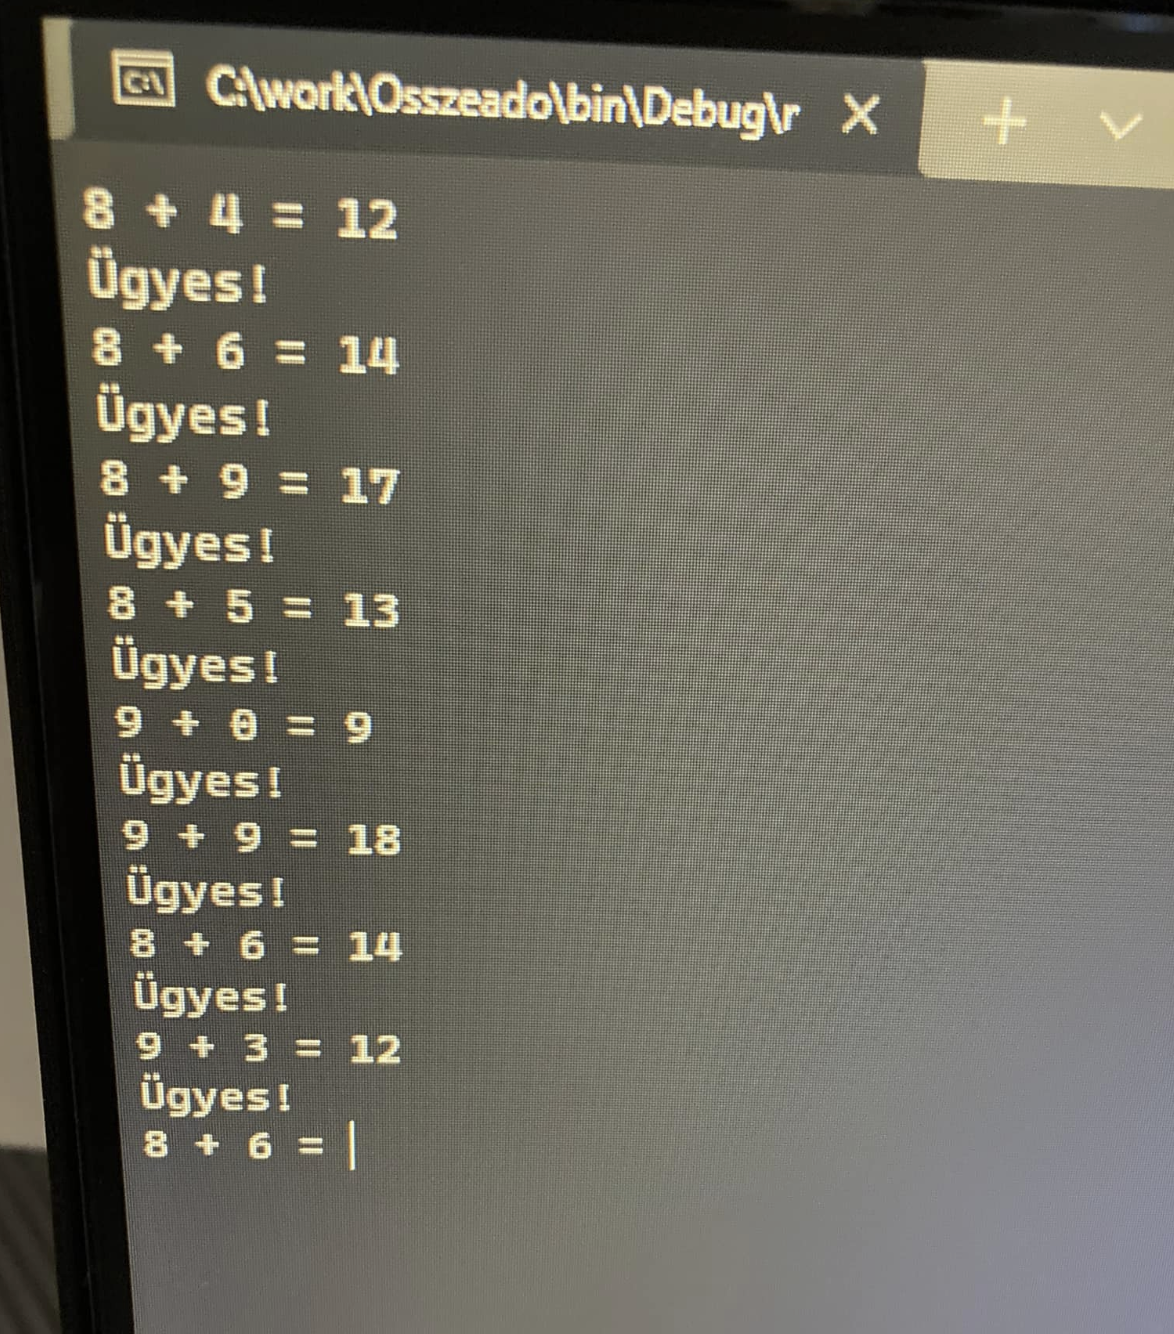 C:\work\Osszeado\bin\Debug\r
8 + 4 = 12
Ügyes!
8 + 6 = 14
Ügyes!
8 + 9 = 17
Ügyes!
8 + 5 = 13
Ügyes!
9 + 0 = 9
Ügyes!
9 + 9 = 18
Ügyes!
8 + 6 = 14
Ügyes!
9 + 3 = 12
Ügyes!
8 + 6 =